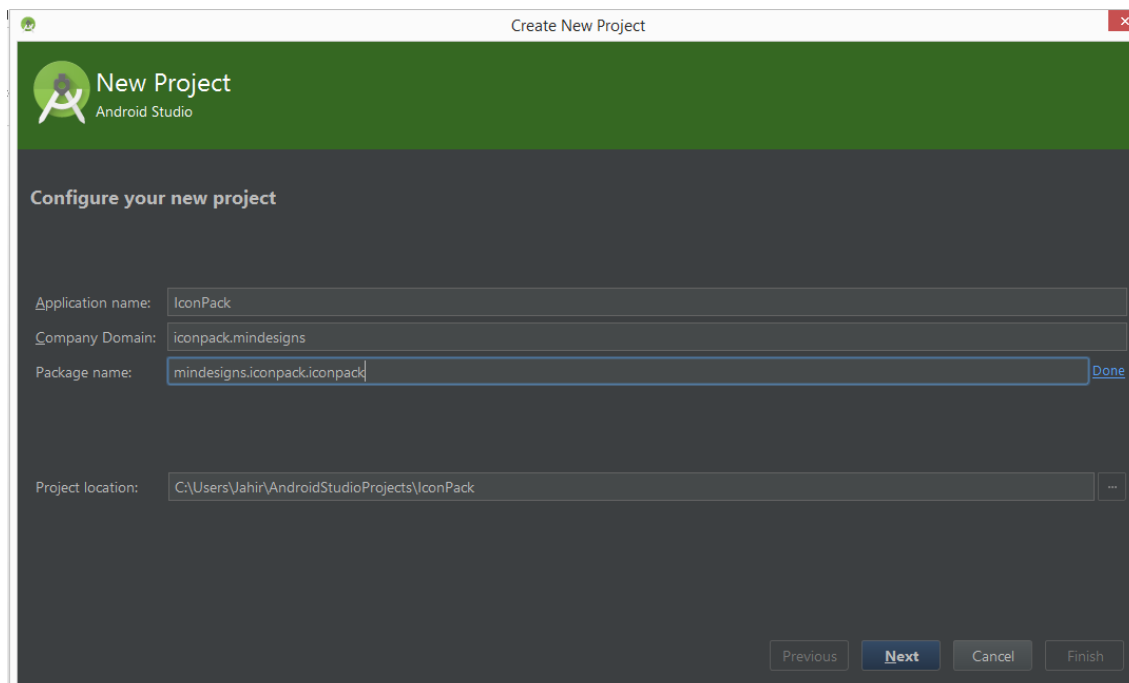 Create New Project
New Project
Android Studio
Configure your new project
Application name: IconPack
Company Domain: iconpack.mindesigns
Package name: mindesigns.iconpack.iconpack Done
Project location: C:\Users\Jahir\AndroidStudioProjects\IconPack ...
Previous Next Cancel Finish